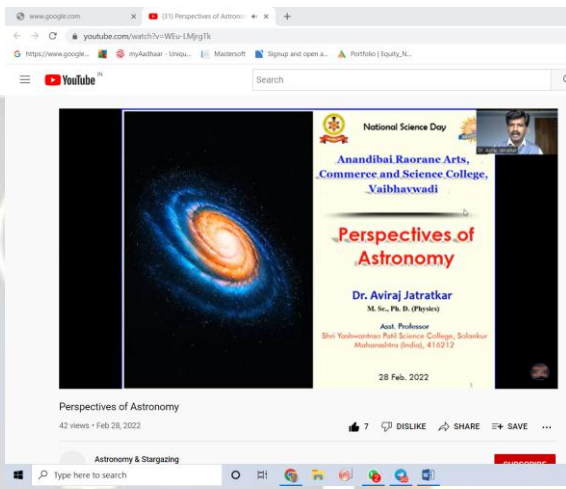 www.google.com
(31) Perspectives of Astronom
youtube.com/watch?v=WEu-LMjrgTk
https://www.google...
myAadhaar - Uniqu...
Mastersoft
Signup and open a...
Portfolio | Equity_N...
YouTube IN
Search
National Science Day
Dr. Aviraj Jatratkar
Anandibai Raorane Arts,
Commerce and Science College,
Vaibhavwadi
Perspectives of
Astronomy
Dr. Aviraj Jatratkar
M. Sc., Ph. D. (Physics)
Asst. Professor
Shri Yashwantrao Patil Science College, Solankur
Maharashtra (India), 416212
28 Feb. 2022
1
Perspectives of Astronomy
42 views • Feb 28, 2022
7
DISLIKE
SHARE
SAVE
Astronomy & Stargazing
SUBSCRIBE
Type here to search